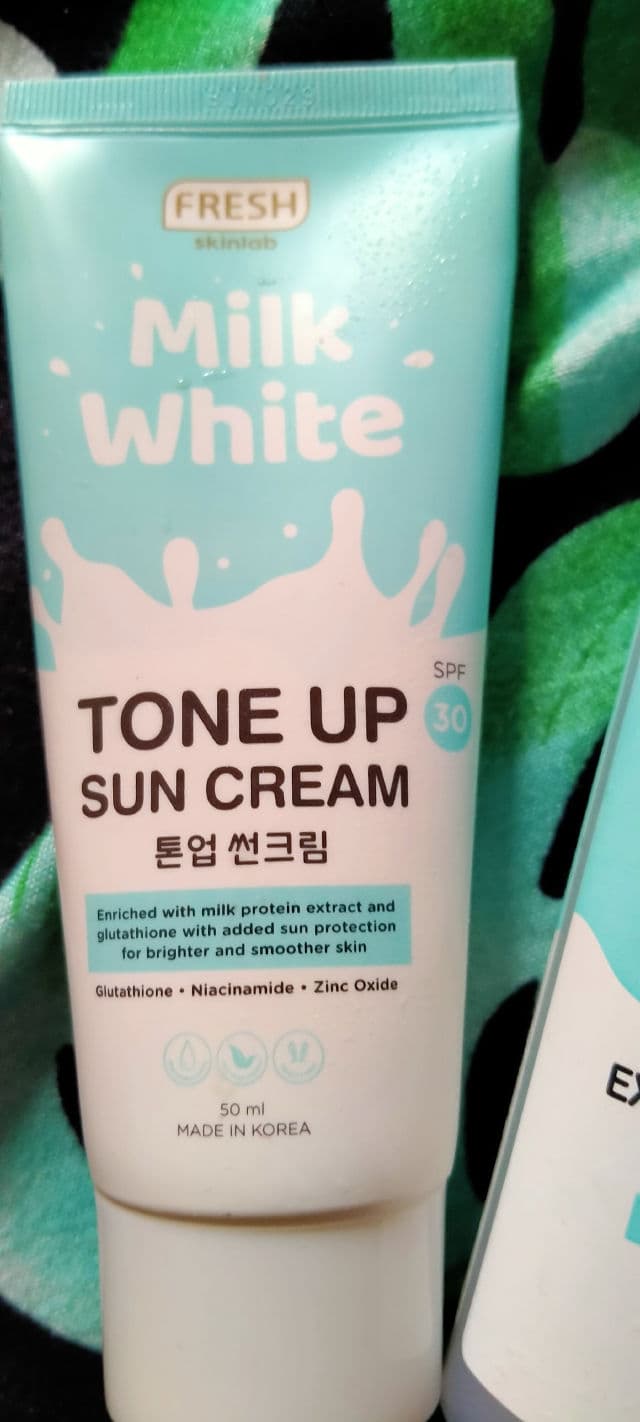 FRESH
skinlab
Milk
White
SPF
30
TONE UP
SUN CREAM
톤업 썬크림
Enriched with milk protein extract and
glutathione with added sun protection
for brighter and smoother skin
Glutathione • Niacinamide • Zinc Oxide
50 ml
MADE IN KOREA